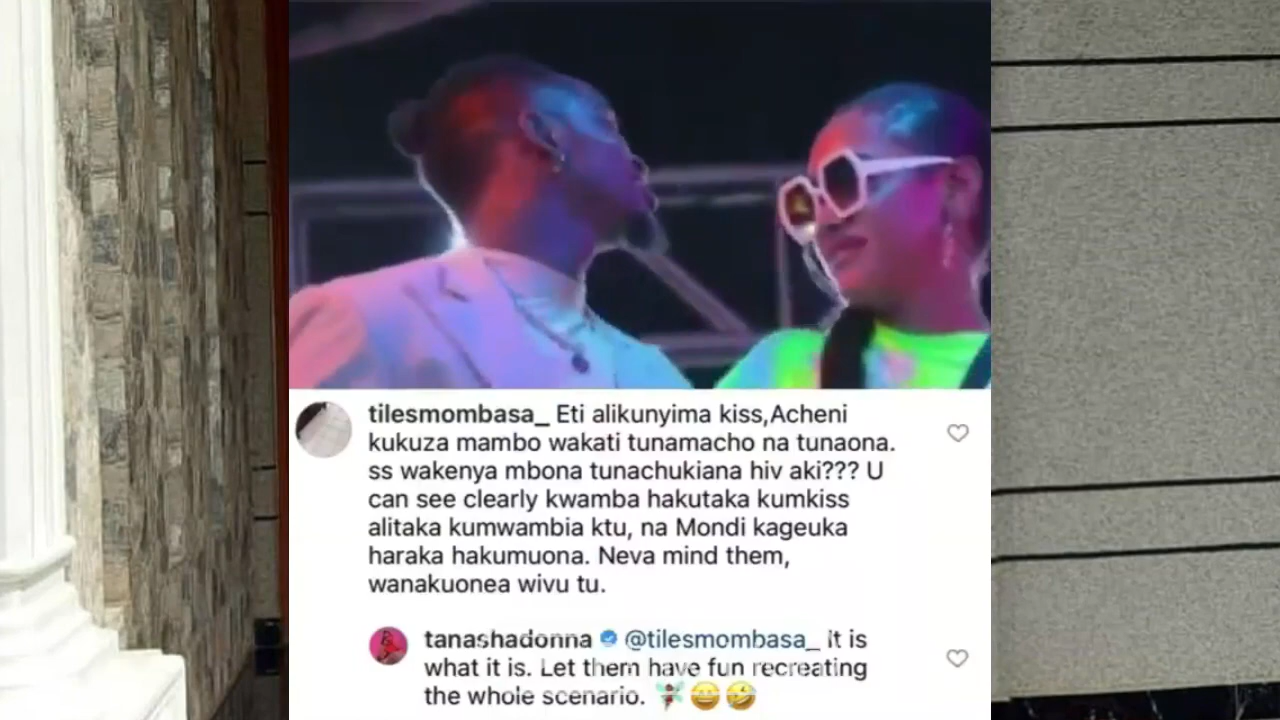 tilesmombasa_ Eti alikunyima kiss,Acheni
kukuza mambo wakati tunamacho na tunaona.
ss wakenya mbona tunachukiana hiv aki??? U
can see clearly kwamba hakutaka kumkiss
alitaka kumwambia ktu, na Mondi kageuka
haraka hakumuona. Neva mind them,
wanakuonea wivu tu.
tanashadonna @tilesmombasa_ It is
what it is. Let them have fun recreating
the whole scenario. 🧚😄🤣